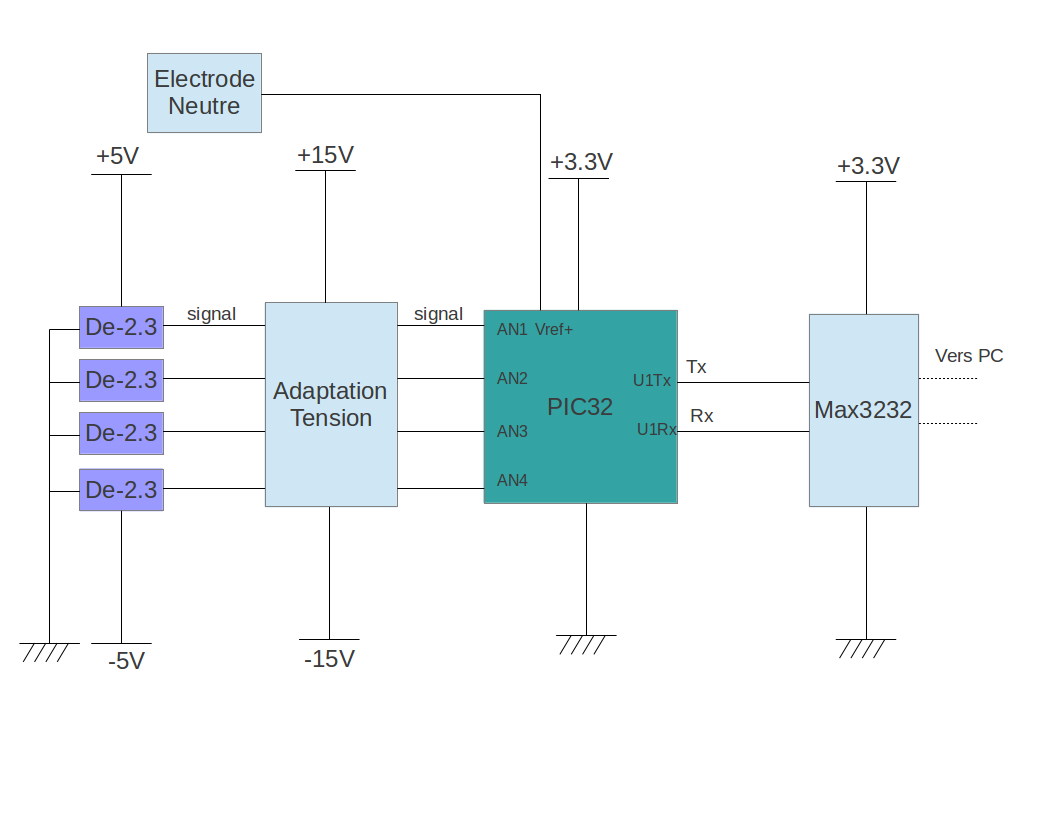 Electrode
Neutre
+5V
+15V
+3.3V
+3.3V
De-2.3
signal
signal
AN1 Vref+
De-2.3
Adaptation
Tension
AN2
PIC32
U1Tx
Tx
Vers PC
De-2.3
AN3
U1Rx
Rx
Max3232
De-2.3
AN4
-5V
-15V